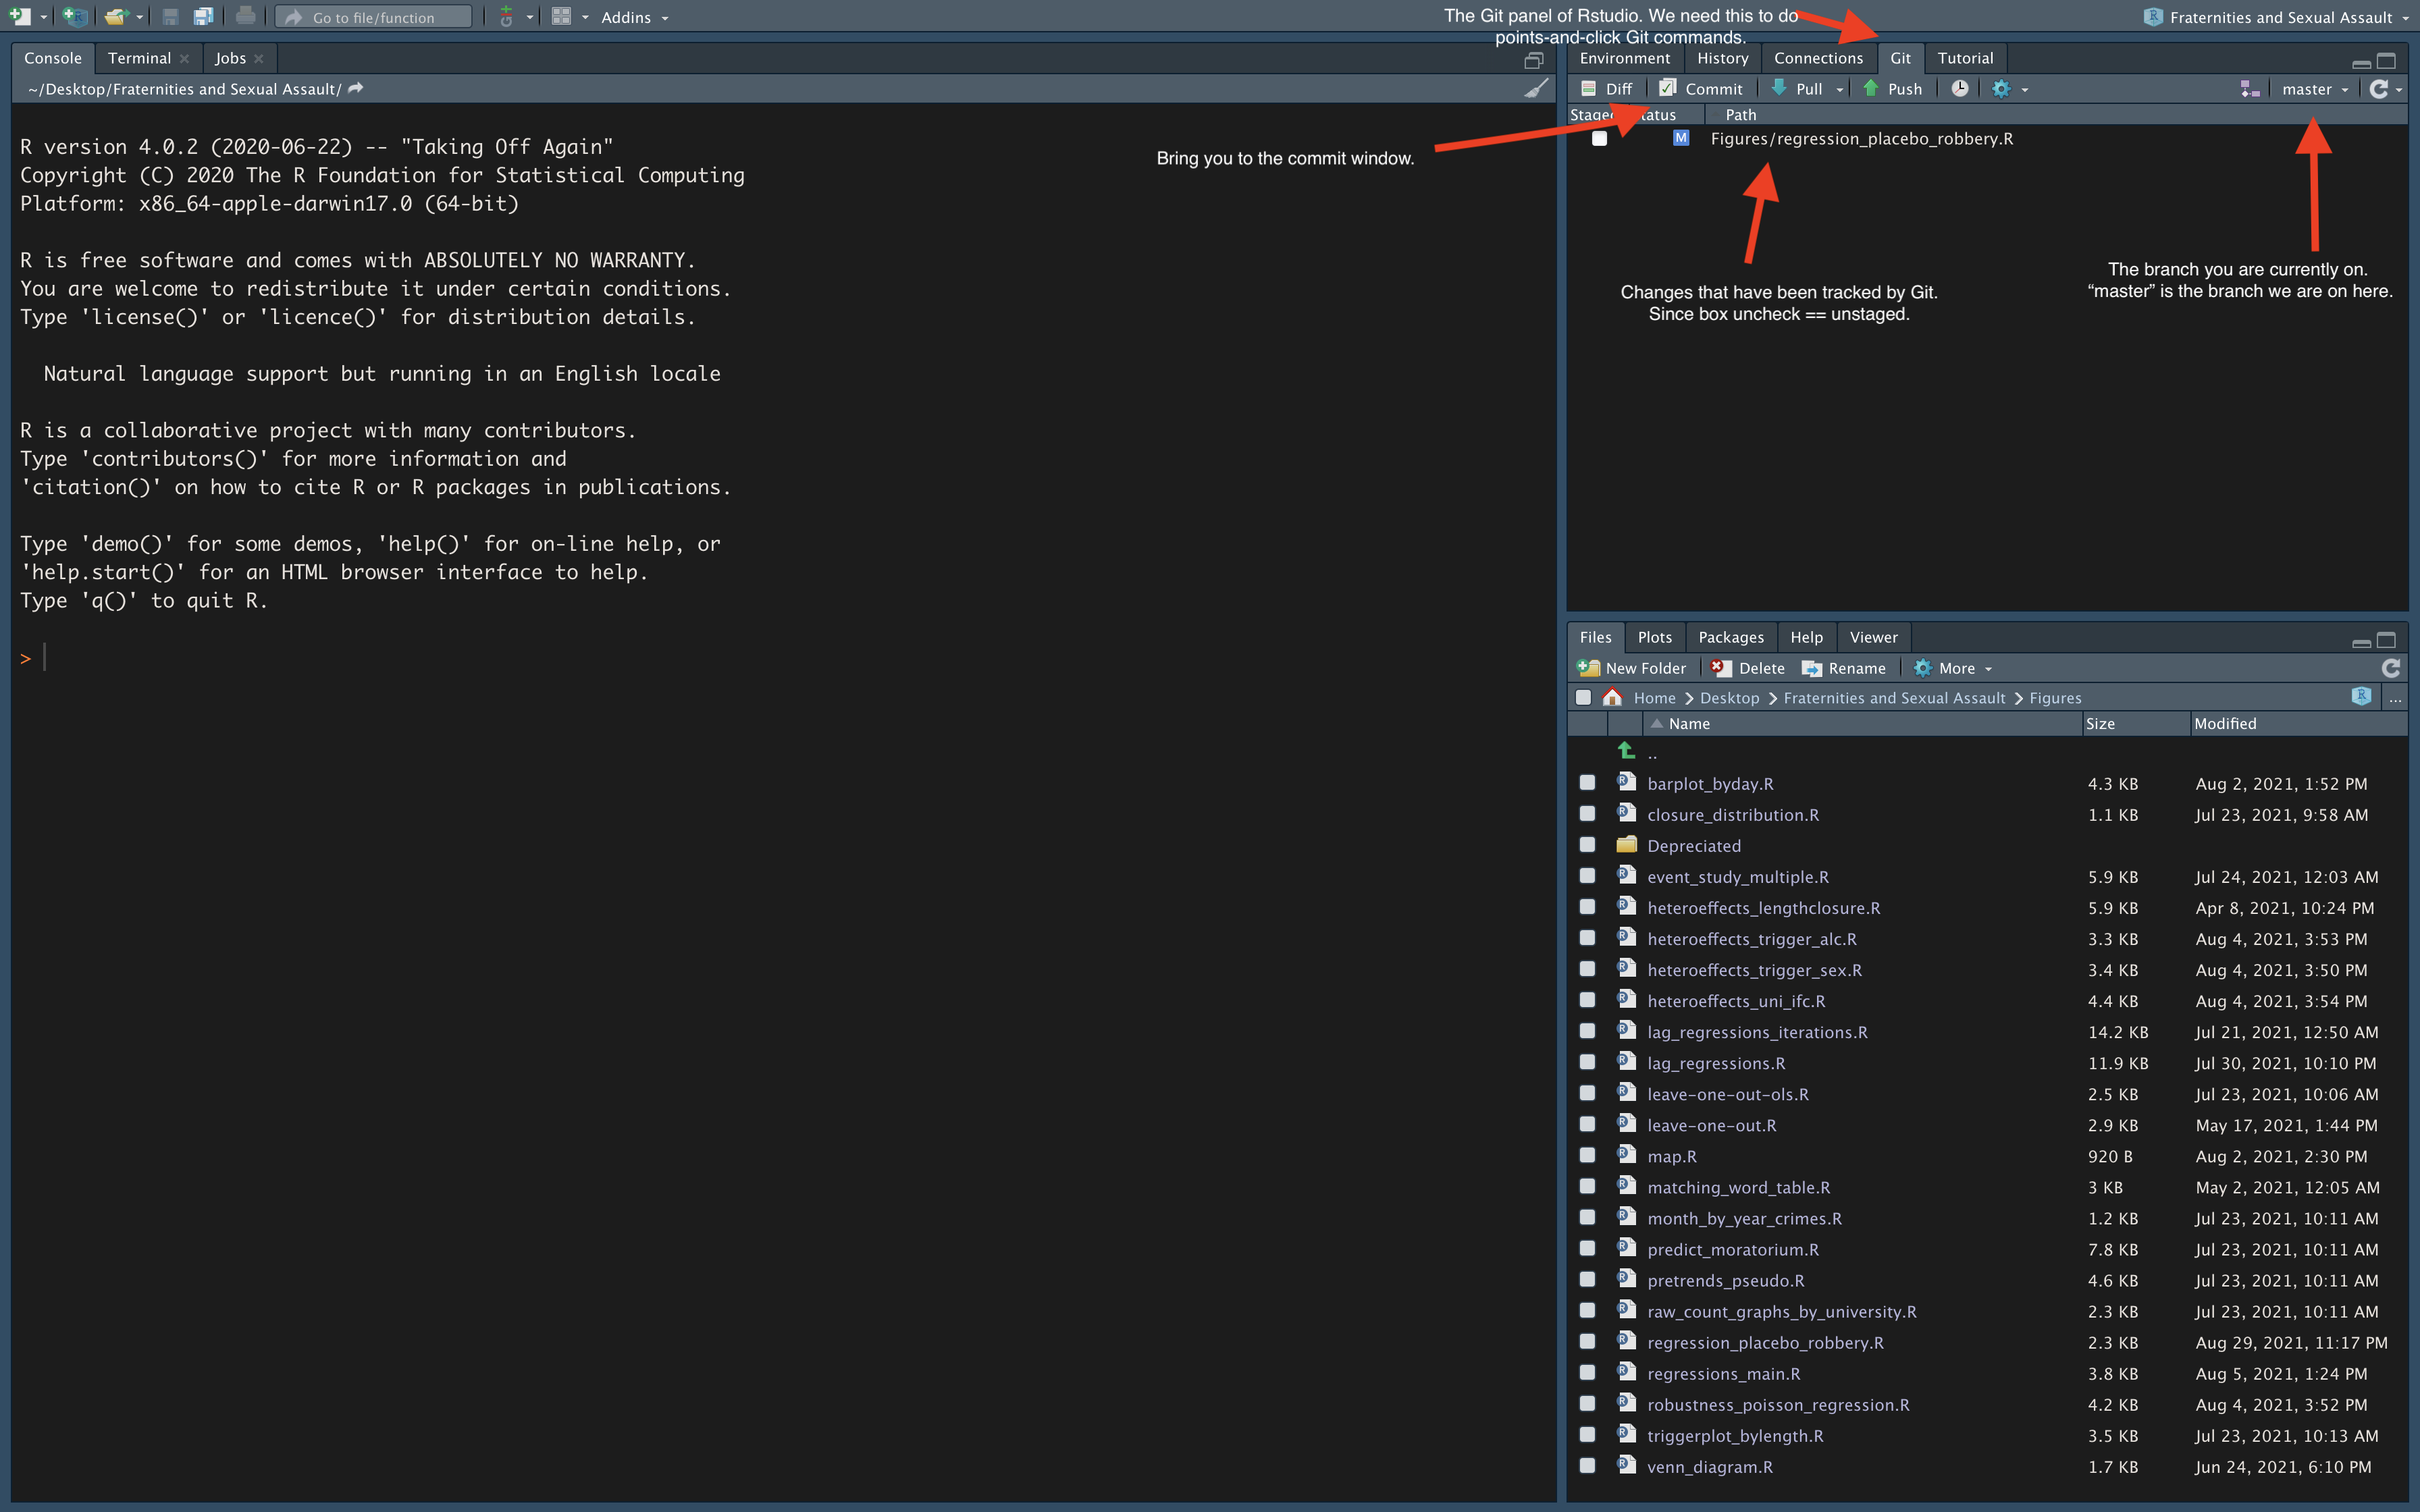 Go to file/function
Addins
Fraternities and Sexual Assault
The Git panel of Rstudio. We need this to do
points-and-click Git commands.
Console Terminal Jobs
~/Desktop/Fraternities and Sexual Assault/
R version 4.0.2 (2020-06-22) -- "Taking Off Again"
Copyright (C) 2020 The R Foundation for Statistical Computing
Platform: x86_64-apple-darwin17.0 (64-bit)
R is free software and comes with ABSOLUTELY NO WARRANTY.
You are welcome to redistribute it under certain conditions.
Type 'license()' or 'licence()' for distribution details.
Natural language support but running in an English locale
R is a collaborative project with many contributors.
Type 'contributors()' for more information and
'citation()' on how to cite R or R packages in publications.
Type 'demo()' for some demos, 'help()' for on-line help, or
'help.start()' for an HTML browser interface to help.
Type 'q()' to quit R.
>
Environment History Connections Git Tutorial
Diff Commit Pull Push master
Path
M Figures/regression_placebo_robbery.R
Bring you to the commit window.
Changes that have been tracked by Git.
Since box uncheck == unstaged.
The branch you are currently on.
“master” is the branch we are on here.
Files Plots Packages Help Viewer
New Folder Delete Rename More
Home Desktop Fraternities and Sexual Assault Figures ...
Name Size Modified
..
barplot_byday.R 4.3 KB Aug 2, 2021, 1:52 PM
closure_distribution.R 1.1 KB Jul 23, 2021, 9:58 AM
Depreciated
event_study_multiple.R 5.9 KB Jul 24, 2021, 12:03 AM
heteroeffects_lengthclosure.R 5.9 KB Apr 8, 2021, 10:24 PM
heteroeffects_trigger_alc.R 3.3 KB Aug 4, 2021, 3:53 PM
heteroeffects_trigger_sex.R 3.4 KB Aug 4, 2021, 3:50 PM
heteroeffects_uni_ifc.R 4.4 KB Aug 4, 2021, 3:54 PM
lag_regressions_iterations.R 14.2 KB Jul 21, 2021, 12:50 AM
lag_regressions.R 11.9 KB Jul 30, 2021, 10:10 PM
leave-one-out-ols.R 2.5 KB Jul 23, 2021, 10:06 AM
leave-one-out.R 2.9 KB May 17, 2021, 1:44 PM
map.R 920 B Aug 2, 2021, 2:30 PM
matching_word_table.R 3 KB May 2, 2021, 12:05 AM
month_by_year_crimes.R 1.2 KB Jul 23, 2021, 10:11 AM
predict_moratorium.R 7.8 KB Jul 23, 2021, 10:11 AM
pretrends_pseudo.R 4.6 KB Jul 23, 2021, 10:11 AM
raw_count_graphs_by_university.R 2.3 KB Jul 23, 2021, 10:11 AM
regression_placebo_robbery.R 2.3 KB Aug 29, 2021, 11:17 PM
regressions_main.R 3.8 KB Aug 5, 2021, 1:24 PM
robustness_poisson_regression.R 4.2 KB Aug 4, 2021, 3:52 PM
triggerplot_bylength.R 3.5 KB Jul 23, 2021, 10:13 AM
venn_diagram.R 1.7 KB Jun 24, 2021, 6:10 PM